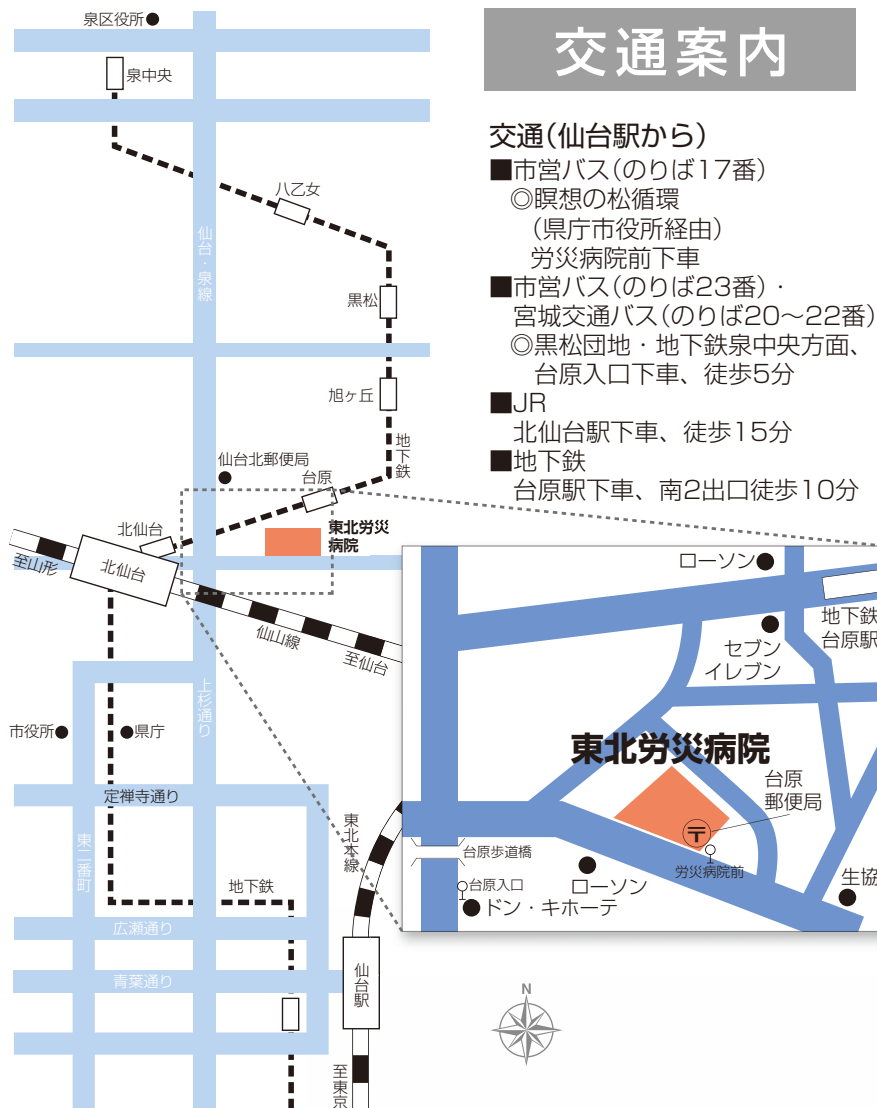 交通案内
交通(仙台駅から)
■市営バス(のりば17番)
◎瞑想の松循環
(県庁市役所経由)
労災病院前下車
■市営バス(のりば23番)・
宮城交通バス(のりば20〜22番)
◎黒松団地・地下鉄泉中央方面、
台原入口下車、徒歩5分
■JR
北仙台駅下車、徒歩15分
■地下鉄
台原駅下車、南2出口徒歩10分
泉区役所
泉中央
八乙女
仙台・泉線
黒松
旭ヶ丘
地下鉄
仙台北郵便局
台原
北仙台
東北労災
病院
北仙台
至山形
仙山線
至仙台
上杉通り
市役所
県庁
定禅寺通り
東二番町
東北本線
地下鉄
広瀬通り
青葉通り
仙台駅
至東京
ローソン
地下鉄
台原駅
セブン
イレブン
東北労災病院
台原
郵便局
〒
台原歩道橋
労災病院前
台原入口
ローソン
生協
ドン・キホーテ
N